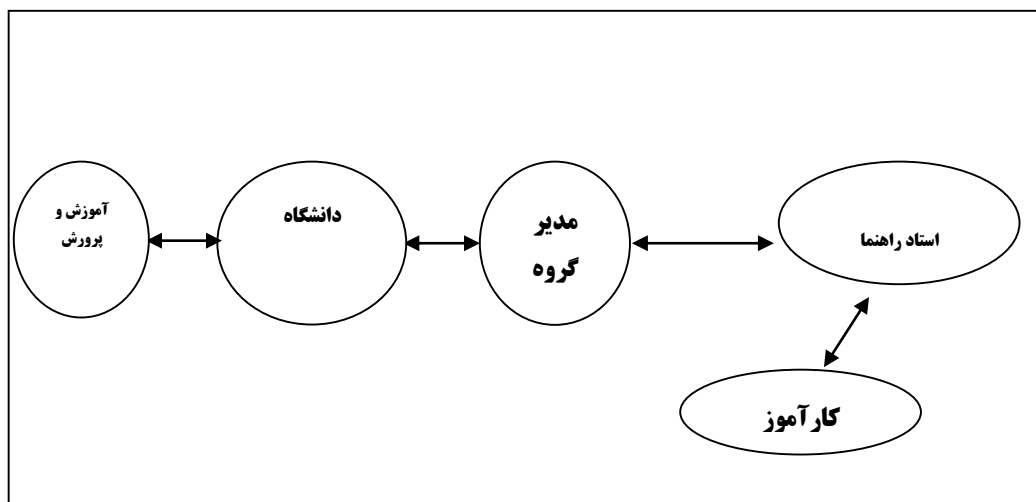 استاد راهنما
مدیر
گروه
دانشگاه
آموزش و
پرورش
کارآموز